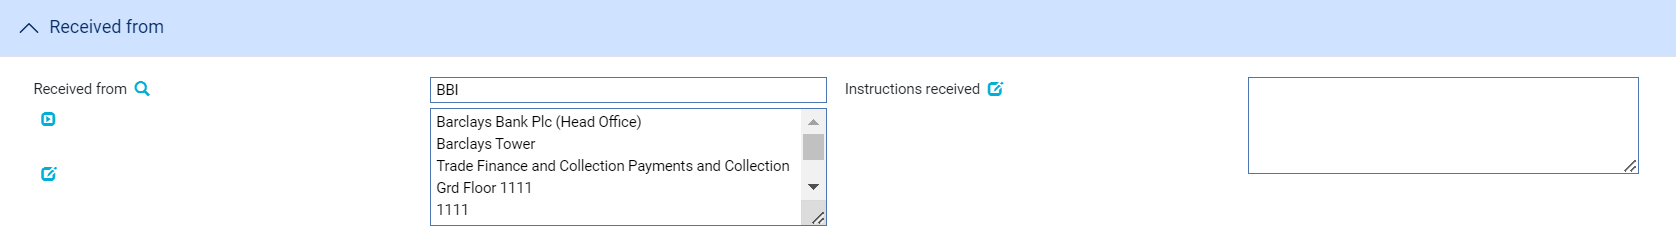 Received from
Received from
BBI
Barclays Bank Plc (Head Office)
Barclays Tower
Trade Finance and Collection Payments and Collection
Grd Floor 1111
1111
Instructions received